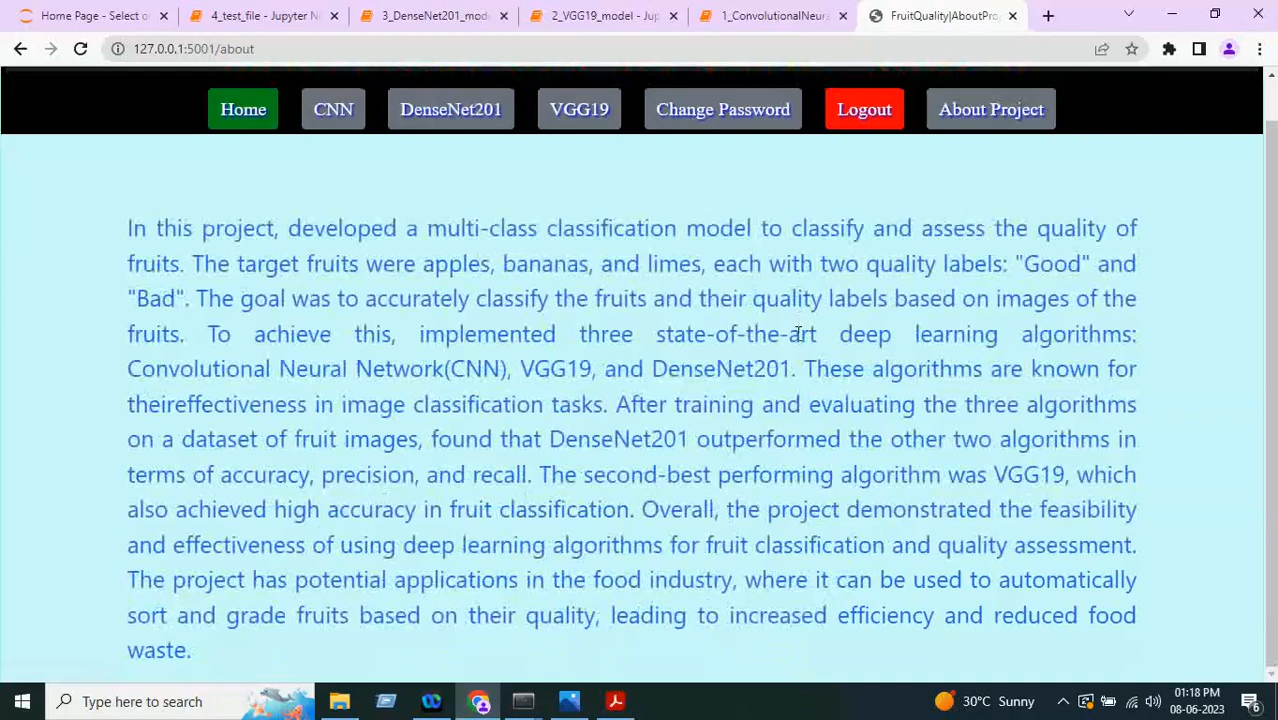 Home Page - Select o
4_test_file - Jupyter N
3_DenseNet201_mod
2_VGG19_model - Jup
1_ConvolutionalNeura
FruitQuality|AboutPro
127.0.0.1:5001/about
Home
CNN
DenseNet201
VGG19
Change Password
Logout
About Project
In this project, developed a multi-class classification model to classify and assess the quality of
fruits. The target fruits were apples, bananas, and limes, each with two quality labels: "Good" and
"Bad". The goal was to accurately classify the fruits and their quality labels based on images of the
fruits. To achieve this, implemented three state-of-the-art deep learning algorithms:
Convolutional Neural Network(CNN), VGG19, and DenseNet201. These algorithms are known for
theireffectiveness in image classification tasks. After training and evaluating the three algorithms
on a dataset of fruit images, found that DenseNet201 outperformed the other two algorithms in
terms of accuracy, precision, and recall. The second-best performing algorithm was VGG19, which
also achieved high accuracy in fruit classification. Overall, the project demonstrated the feasibility
and effectiveness of using deep learning algorithms for fruit classification and quality assessment.
The project has potential applications in the food industry, where it can be used to automatically
sort and grade fruits based on their quality, leading to increased efficiency and reduced food
waste.
Type here to search
30°C Sunny
01:18 PM
08-06-2023
6